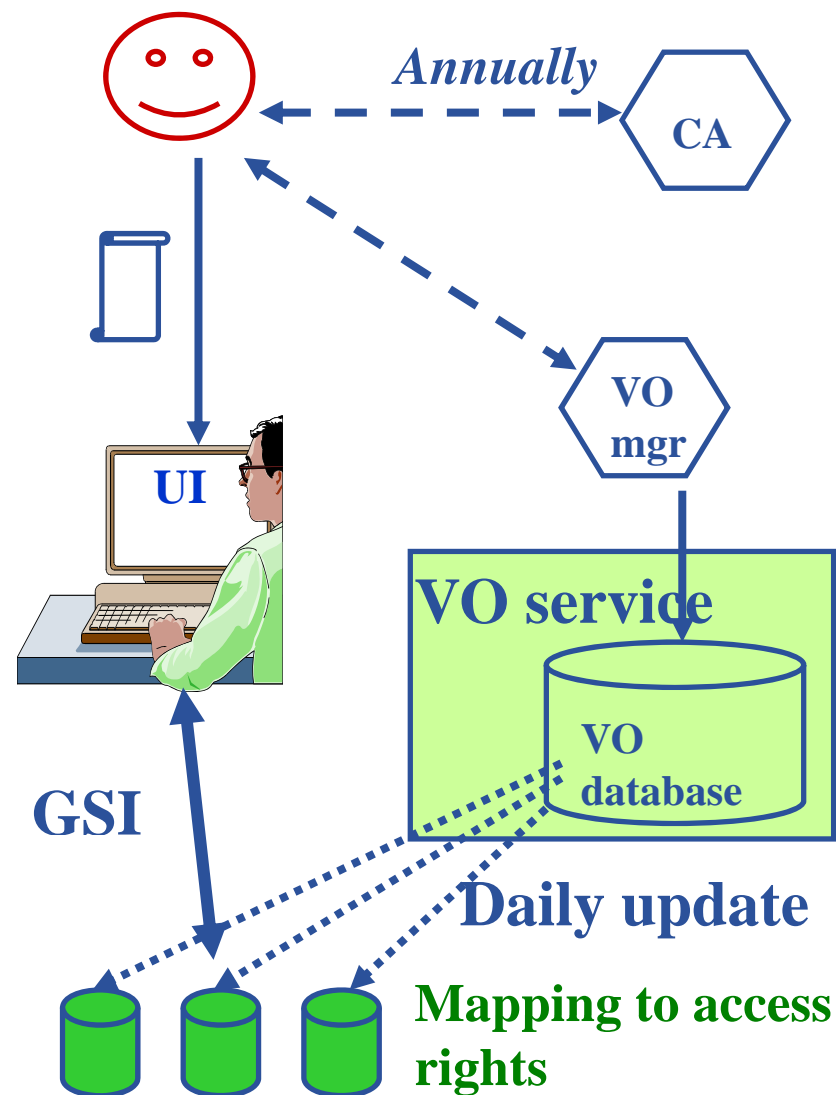 Annually
CA
VO
mgr
UI
VO service
VO
database
GSI
Daily update
Mapping to access
rights